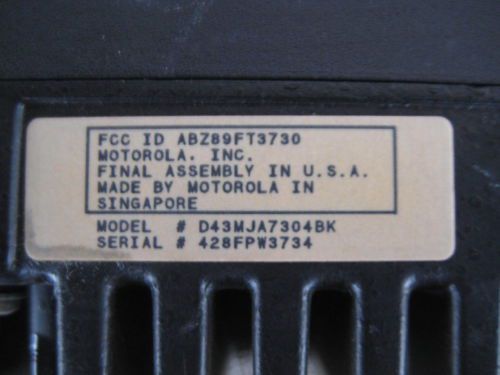 FCC ID ABZ89FT3730
MOTOROLA, INC.
FINAL ASSEMBLY IN U.S.A.
MADE BY MOTOROLA IN
SINGAPORE
MODEL # D43MJA7304BK
SERIAL # 428FPW3734